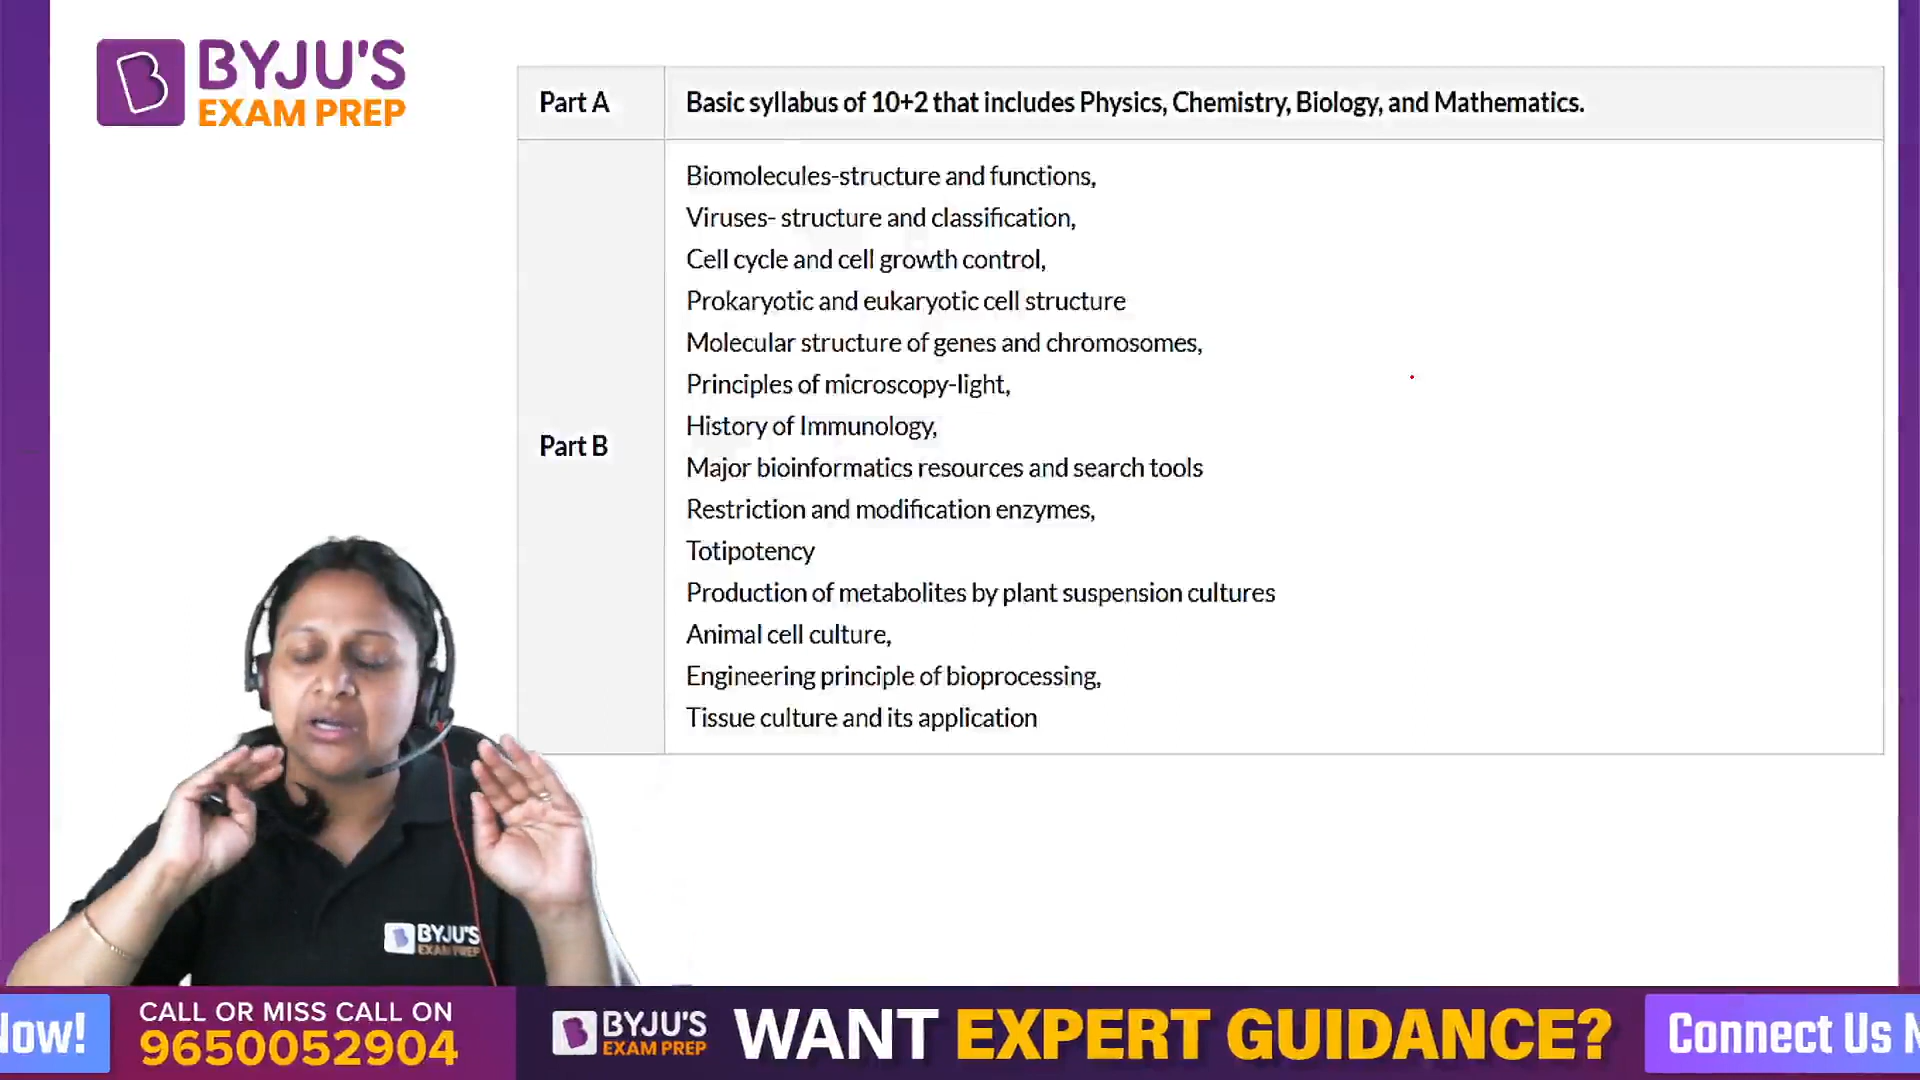 BYJU'S
EXAM PREP
Part A
Basic syllabus of 10+2 that includes Physics, Chemistry, Biology, and Mathematics.
Part B
Biomolecules-structure and functions,
Viruses- structure and classification,
Cell cycle and cell growth control,
Prokaryotic and eukaryotic cell structure
Molecular structure of genes and chromosomes,
Principles of microscopy-light,
History of Immunology,
Major bioinformatics resources and search tools
Restriction and modification enzymes,
Totipotency
Production of metabolites by plant suspension cultures
Animal cell culture,
Engineering principle of bioprocessing,
Tissue culture and its application
BYJU'S
EXAM PREP
Now!
CALL OR MISS CALL ON
9650052904
BYJU'S
EXAM PREP
WANT EXPERT GUIDANCE?
Connect Us N